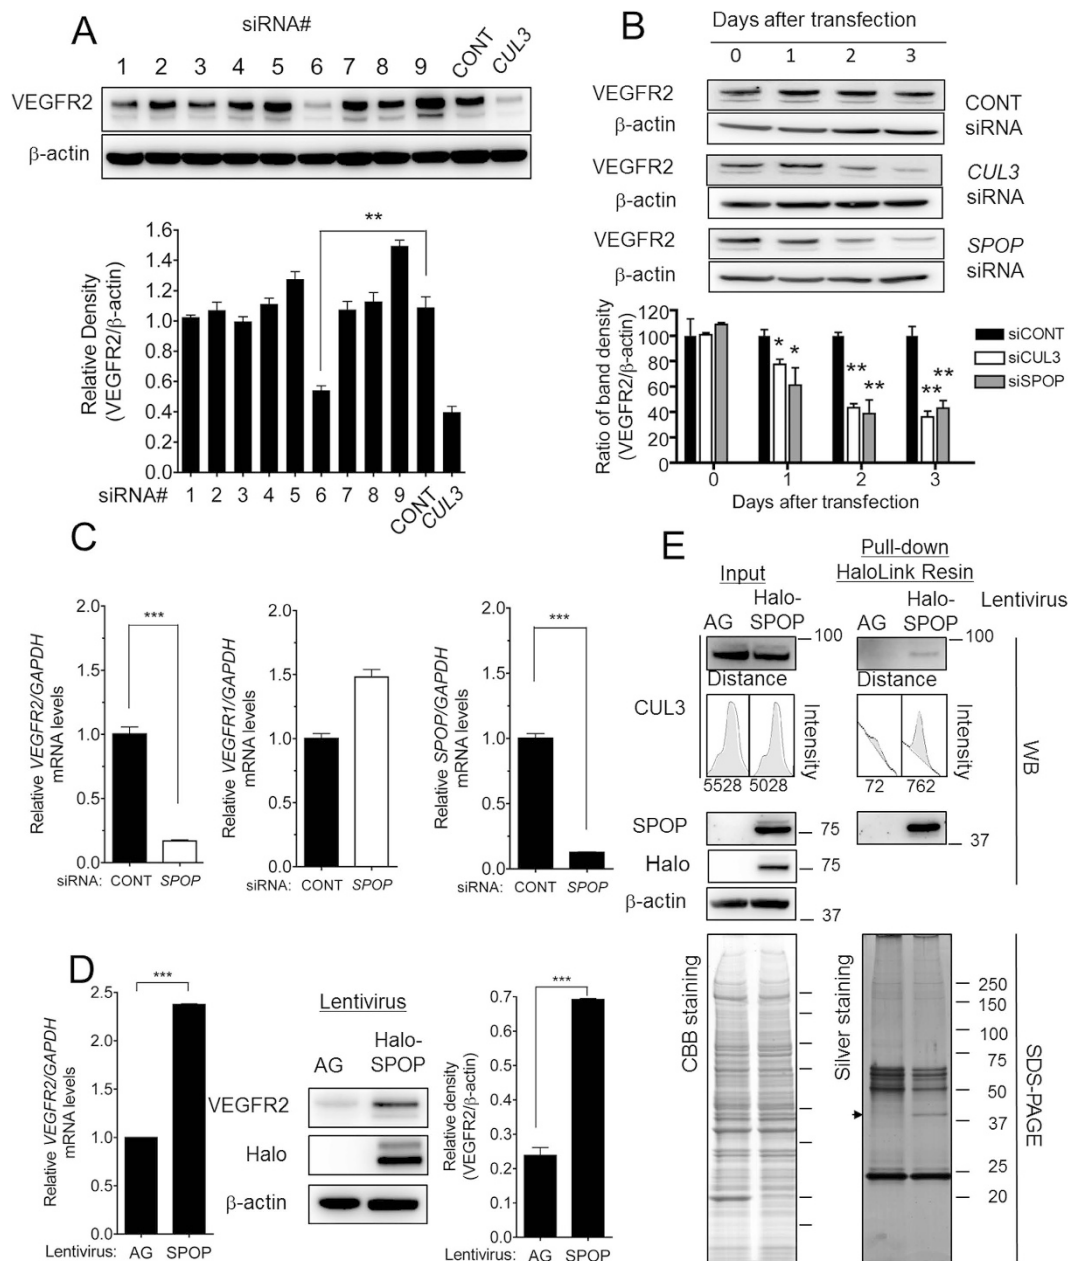 A
siRNA#
1 2 3 4 5 6 7 8 9 CONT CUL3
VEGFR2
β-actin
**
Relative Density
(VEGFR2/β-actin)
1.6
1.4
1.2
1.0
0.8
0.6
0.4
1.2
0.0
siRNA# 1 2 3 4 5 6 7 8 9 CONT CUL3
B
Days after transfection
0 1 2 3
VEGFR2
β-actin
CONT
siRNA
VEGFR2
β-actin
CUL3
siRNA
VEGFR2
β-actin
SPOP
siRNA
Ratio of band density
(VEGFR2/β-actin)
120
100
80
60
40
20
0
* *
** **
** **
siCONT
siCUL3
siSPOP
0 1 2 3
Days after transfection
C
Relative VEGFR2/GAPDH
mRNA levels
2.0
1.5
1.0
0.5
0.0
***
siRNA: CONT SPOP
Relative VEGFR1/GAPDH
mRNA levels
2.0
1.5
1.0
0.5
0.0
siRNA: CONT SPOP
Relative SPOP/GAPDH
mRNA levels
2.0
1.5
1.0
0.5
0.0
***
siRNA: CONT SPOP
D
Relative VEGFR2/GAPDH
mRNA levels
2.5
2.0
1.5
1.0
0.5
0.0
***
Lentivirus: AG SPOP
Lentivirus
AG Halo-
SPOP
VEGFR2
Halo
β-actin
Relative density
(VEGFR2/β-actin)
0.7
0.6
0.5
0.4
0.3
0.2
0.1
0.0
***
Lentivirus: AG SPOP
E
Input
Pull-down
HaloLink Resin
AG Halo-
SPOP
AG Halo-
SPOP
Lentivirus
100
100
CUL3
Distance
Distance
Intensity
Intensity
5528 5028
72 762
SPOP
75
37
Halo
75
β-actin
37
WB
CBB staining
Silver staining
250
150
100
75
50
37
25
20
SDS-PAGE